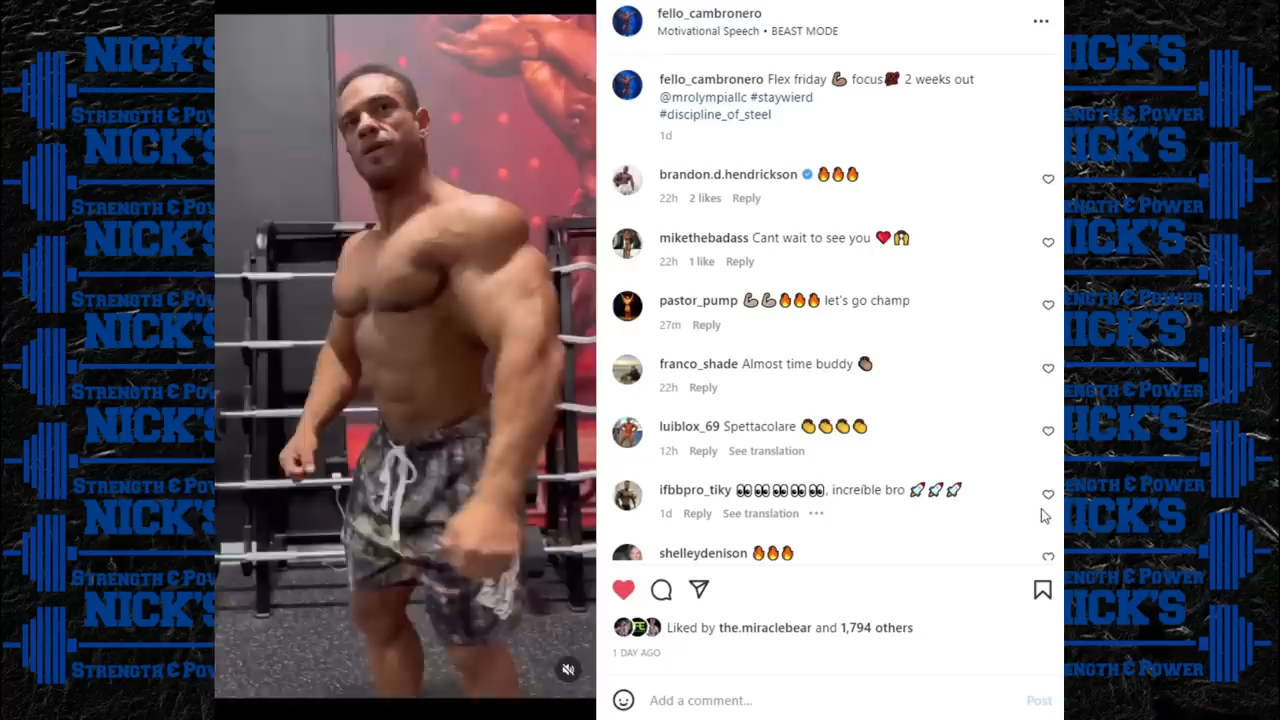 NICK'S
STRENGTH & POWER
fello_cambronero
Motivational Speech • BEAST MODE
fello_cambronero Flex friday 💪🏽 focus💯 2 weeks out
@mrolympiallc #staywierd
#discipline_of_steel
1d
brandon.d.hendrickson 🔥🔥🔥
22h 2 likes Reply
mikethebadass Cant wait to see you ❤️🙌
22h 1 like Reply
pastor_pump 💪🏽💪🏽🔥🔥🔥 let's go champ
27m Reply
franco_shade Almost time buddy
22h Reply
luiblox_69 Spettacolare 👏👏👏👏
12h Reply See translation
ifbbpro_tiky 👀👀👀👀👀, increíble bro 🚀🚀🚀
1d Reply See translation •••
shelleydenison 🔥🔥🔥
Liked by the.miraclebear and 1,794 others
1 DAY AGO
Add a comment... Post